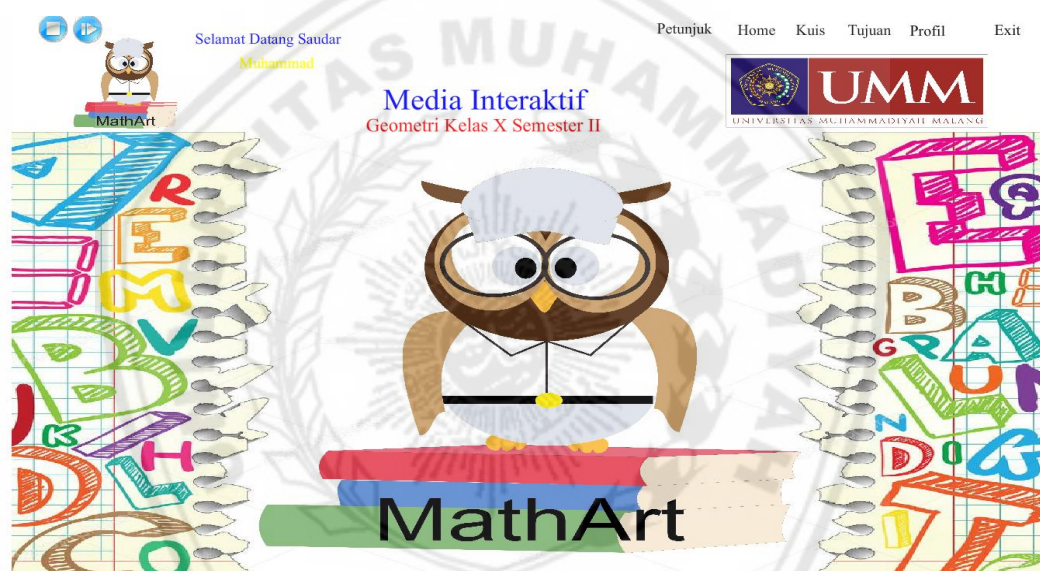 Selamat Datang Saudar
Muhammad
Petunjuk Home Kuis Tujuan Profil Exit
MathArt
UMM
UNIVERSITAS MUHAMMADIYAH MALANG
Media Interaktif
Geometri Kelas X Semester II
MathArt